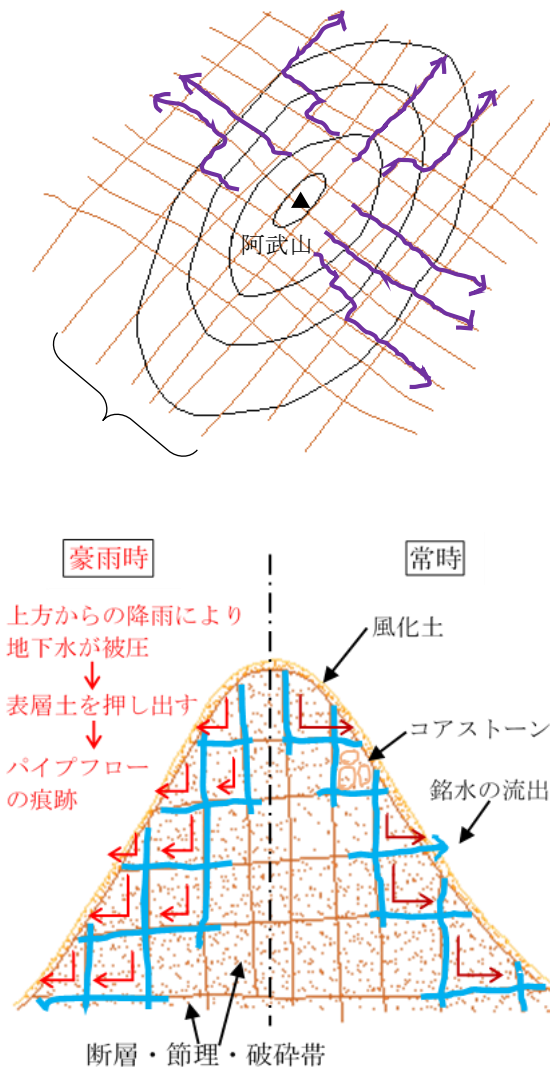 阿武山
豪雨時
常時
上方からの降雨により
地下水が被圧
表層土を押し出す
パイプフロー
の痕跡
風化土
コアストーン
銘水の流出
断層・節理・破砕帯